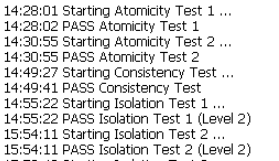 14:28:01 Starting Atomicity Test 1 ...
14:28:02 PASS Atomicity Test 1
14:30:55 Starting Atomicity Test 2 ...
14:30:55 PASS Atomicity Test 2
14:49:27 Starting Consistency Test ...
14:49:41 PASS Consistency Test
14:55:22 Starting Isolation Test 1 ...
14:55:22 PASS Isolation Test 1 (Level 2)
15:54:11 Starting Isolation Test 2 ...
15:54:11 PASS Isolation Test 2 (Level 2)